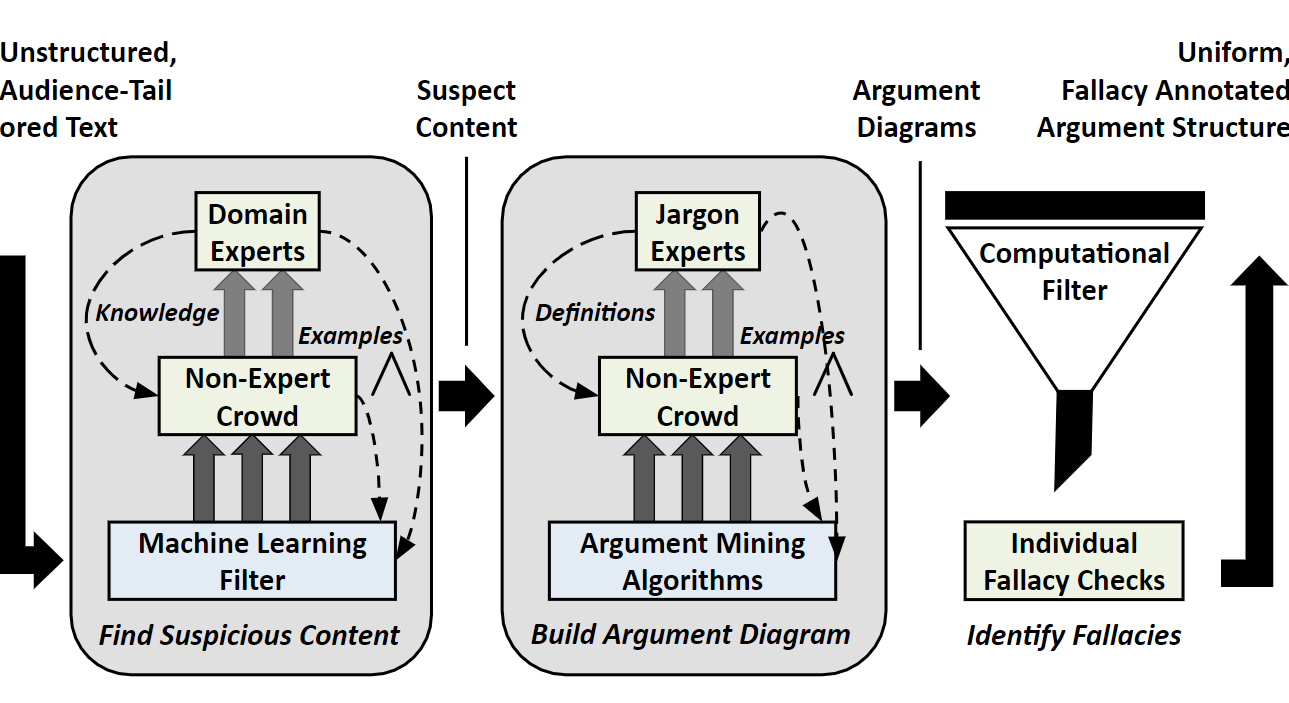 Unstructured,
Audience-Tail
ored Text
Suspect
Content
Argument
Diagrams
Uniform,
Fallacy Annotated
Argument Structure
Domain
Experts
Knowledge
Examples
Non-Expert
Crowd
Machine Learning
Filter
Find Suspicious Content
Jargon
Experts
Definitions
Examples
Non-Expert
Crowd
Argument Mining
Algorithms
Build Argument Diagram
Computational
Filter
Individual
Fallacy Checks
Identify Fallacies